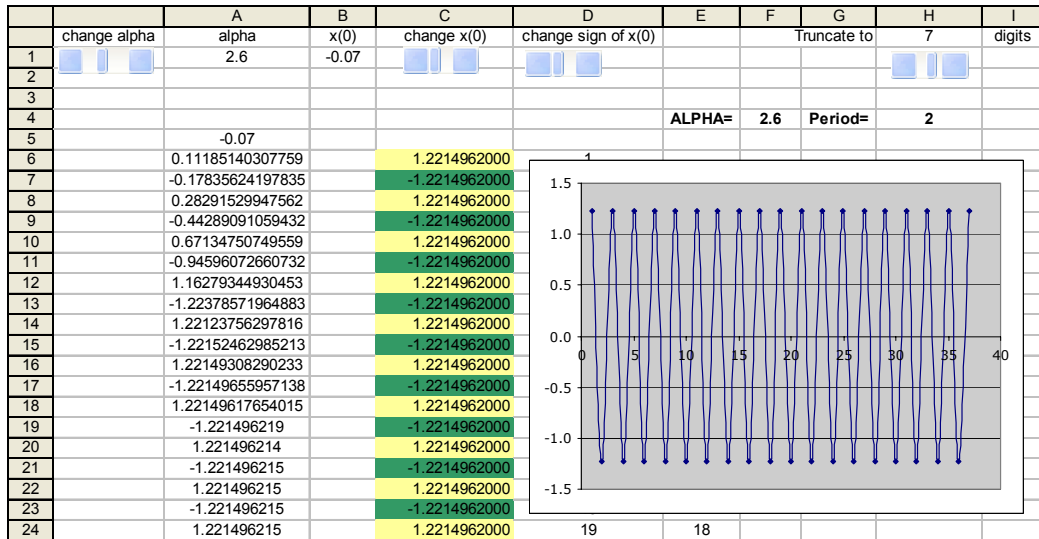 A B C D E F G H I
change alpha alpha x(0) change x(0) change sign of x(0) Truncate to 7 digits
1 2.6 -0.07
2
3
4 ALPHA= 2.6 Period= 2
5 -0.07
6 0.11185140307759 1.2214962000 1
7 -0.17835624197835 -1.2214962000
8 0.28291529947562 1.2214962000
9 -0.44289091059432 -1.2214962000
10 0.67134750749559 1.2214962000
11 -0.94596072660732 -1.2214962000
12 1.16279344930453 1.2214962000
13 -1.22378571964883 -1.2214962000
14 1.22123756297816 1.2214962000
15 -1.22152462985213 -1.2214962000
16 1.22149308290233 1.2214962000
17 -1.22149655957138 -1.2214962000
18 1.22149617654015 1.2214962000
19 -1.221496219 -1.2214962000
20 1.221496214 1.2214962000
21 -1.221496215 -1.2214962000
22 1.221496215 1.2214962000
23 -1.221496215 -1.2214962000
24 1.221496215 1.2214962000 19 18
1.5
1.0
0.5
0.0
0 5 10 15 20 25 30 35 40
-0.5
-1.0
-1.5